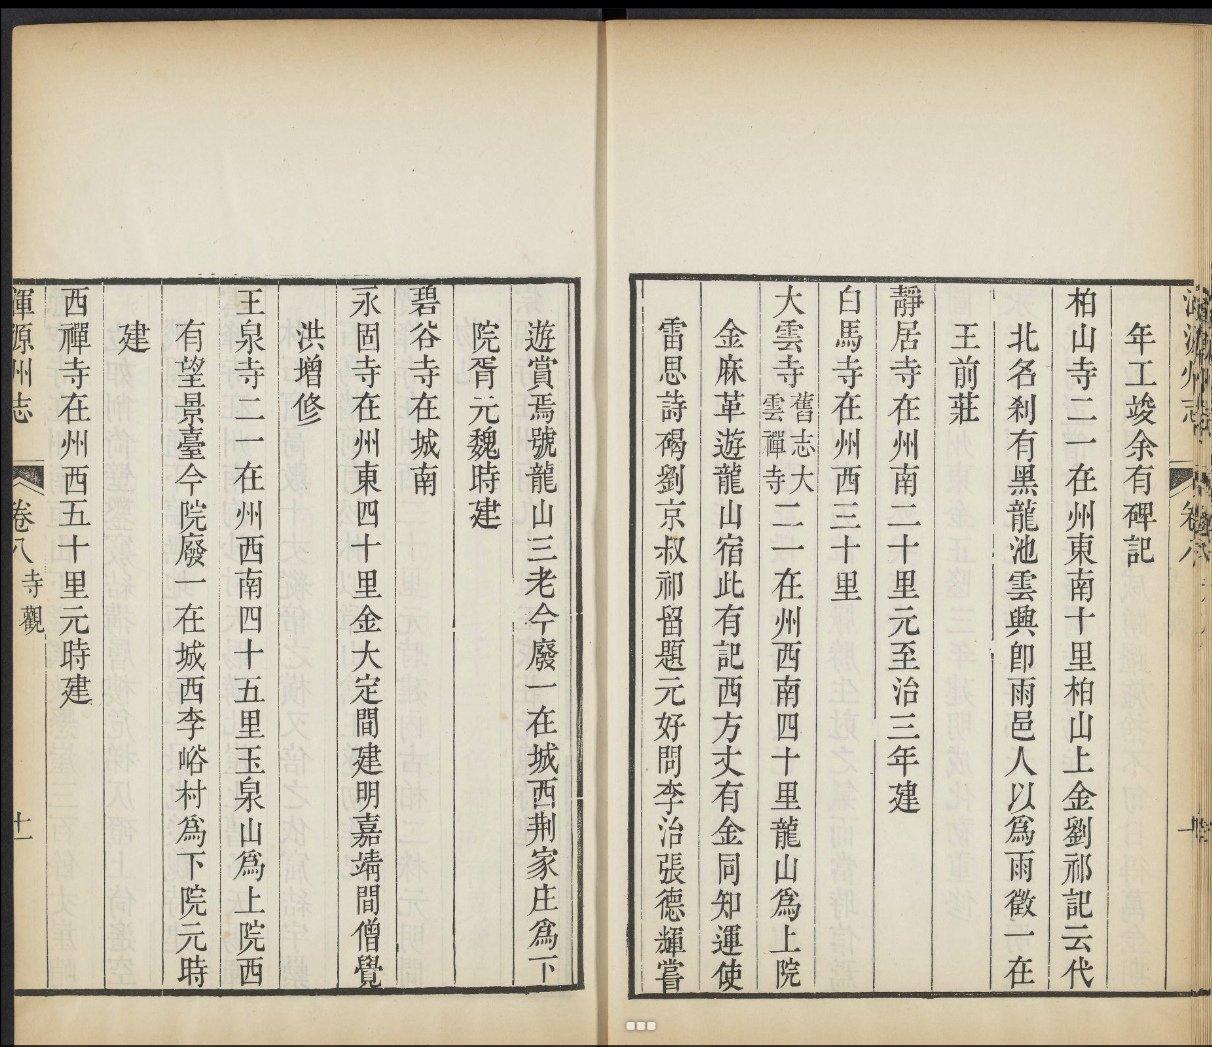 年工竣余有碑記
柏山寺二一在州東南十里柏山上金劉祁記云代
北名刹有黑龍池雲興卽雨邑人以爲雨徵一在
王前莊
靜居寺在州南二十里元至治三年建
白馬寺在州西三十里
大雲寺舊志大雲禪寺二一在州西南四十里龍山爲上院
金麻革遊龍山宿此有記西方丈有金同知運使
雷思詩碣劉京叔祁留題元好問李治張德輝嘗
遊賞焉號龍山三老今廢一在城西荆家庄爲下
院胥元魏時建
碧谷寺在城南
永固寺在州東四十里金大定間建明嘉靖間僧覺
洪增修
玉泉寺二一在州西南四十五里玉泉山爲上院西
有望景臺今院廢一在城西李峪村爲下院元時
建
西禪寺在州西五十里元時建
渾源州志 卷八寺觀 十一